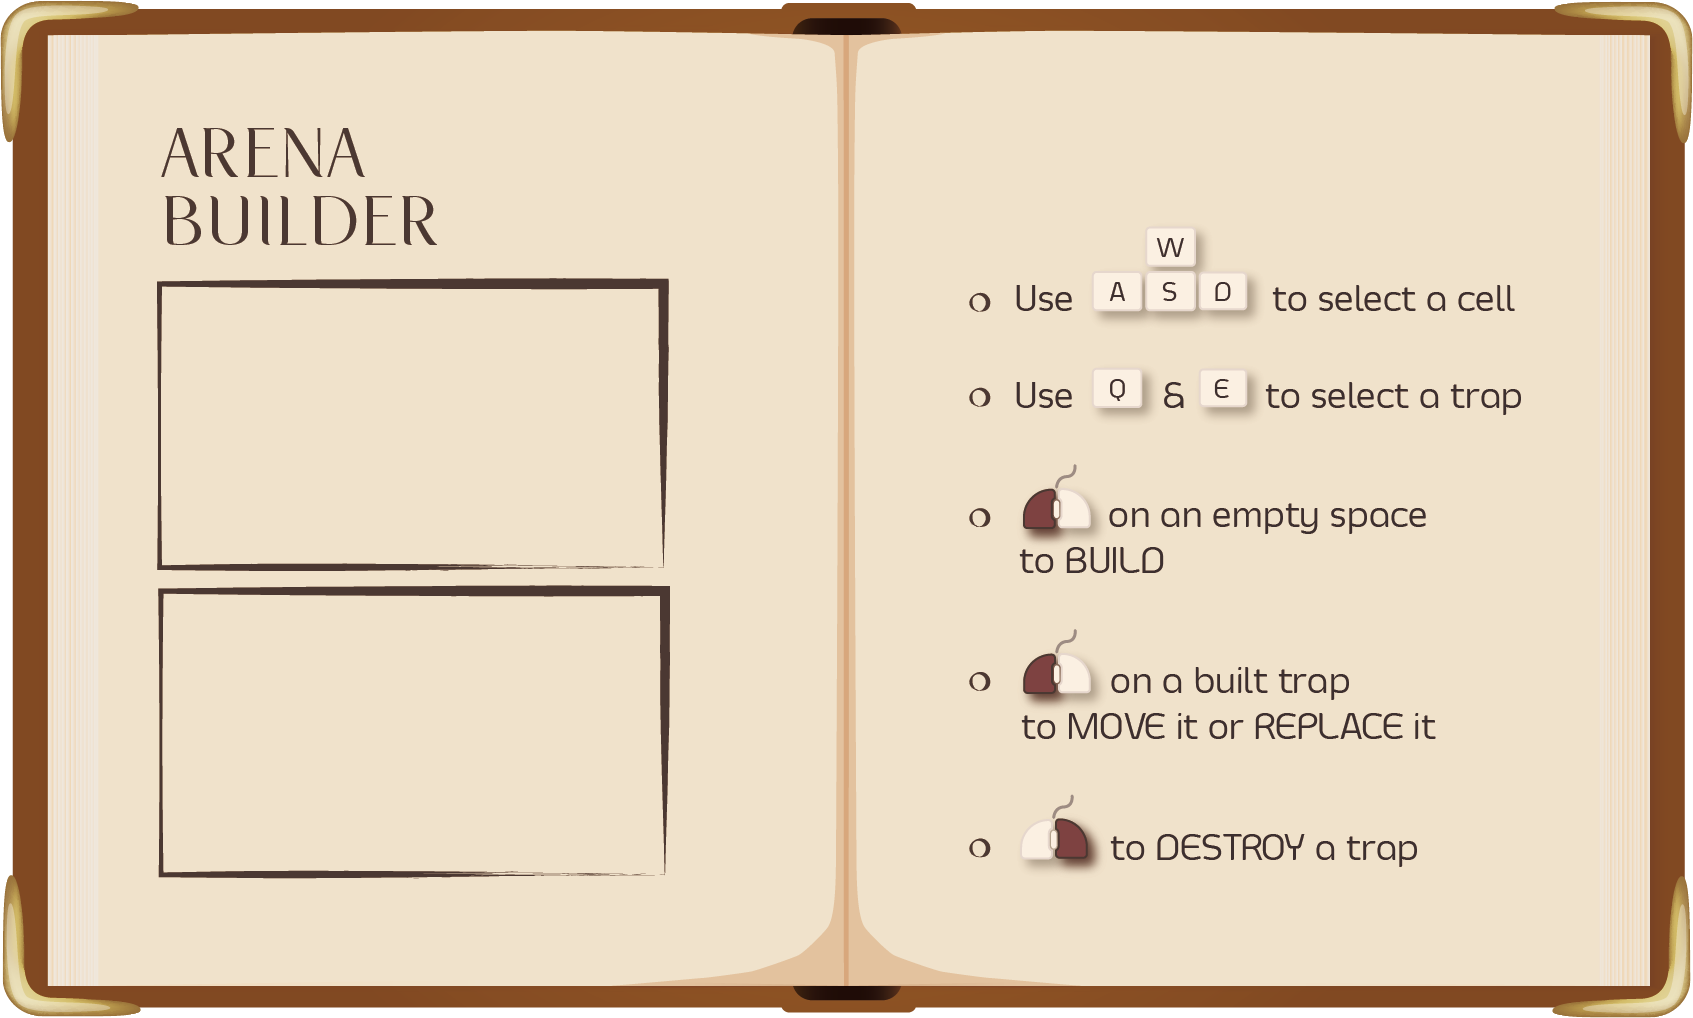 ARENA
BUILDER
W
Use A S D to select a cell
Use Q & E to select a trap
on an empty space
to BUILD
on a built trap
to MOVE it or REPLACE it
to DESTROY a trap